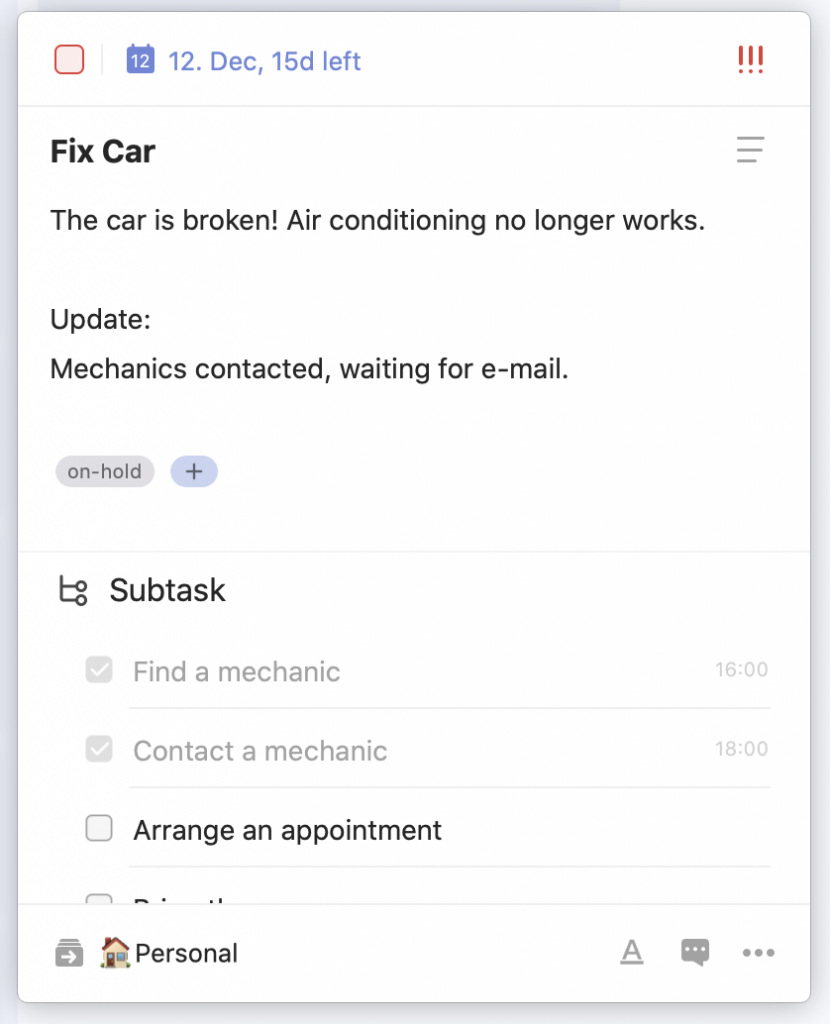 12 12. Dec, 15d left !!!
Fix Car
The car is broken! Air conditioning no longer works.
Update:
Mechanics contacted, waiting for e-mail.
on-hold +
Subtask
Find a mechanic 16:00
Contact a mechanic 18:00
Arrange an appointment
Personal A